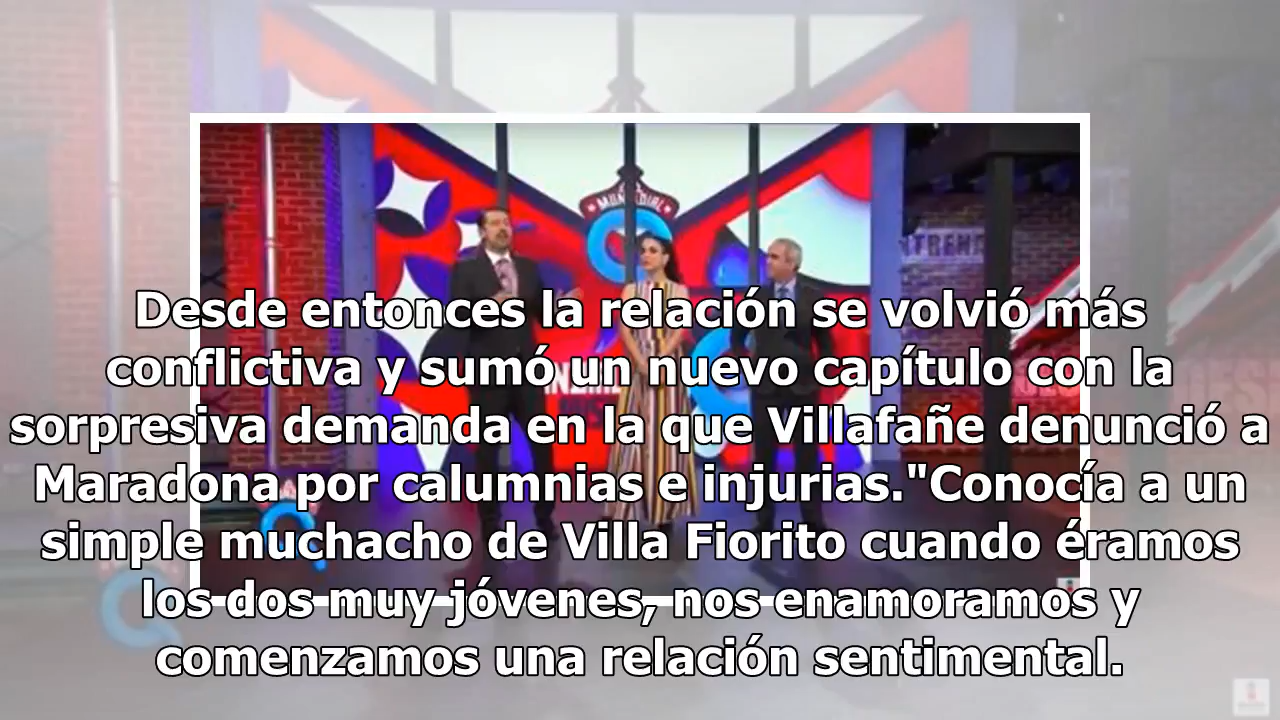 MUNDIAL
Desde entonces la relación se volvió más
conflictiva y sumó un nuevo capítulo con la
sorpresiva demanda en la que Villafañe denunció a
Maradona por calumnias e injurias."Conocía a un
simple muchacho de Villa Fiorito cuando éramos
los dos muy jóvenes, nos enamoramos y
comenzamos una relación sentimental.